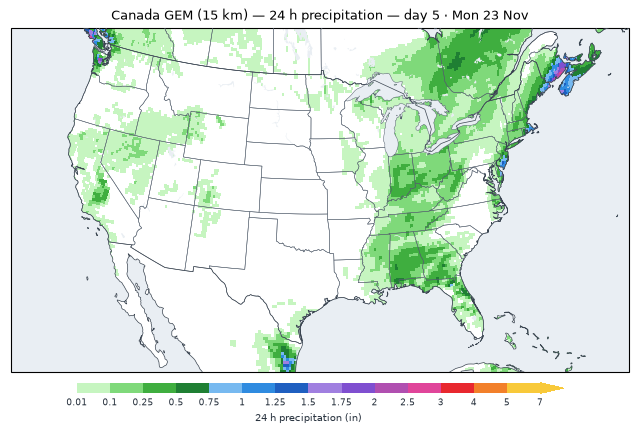 Canada GEM (15 km) — 24 h precipitation — day 5 · Mon 23 Nov
0.01 0.1 0.25 0.5 0.75 1 1.25 1.5 1.75 2 2.5 3 4 5 7
24 h precipitation (in)